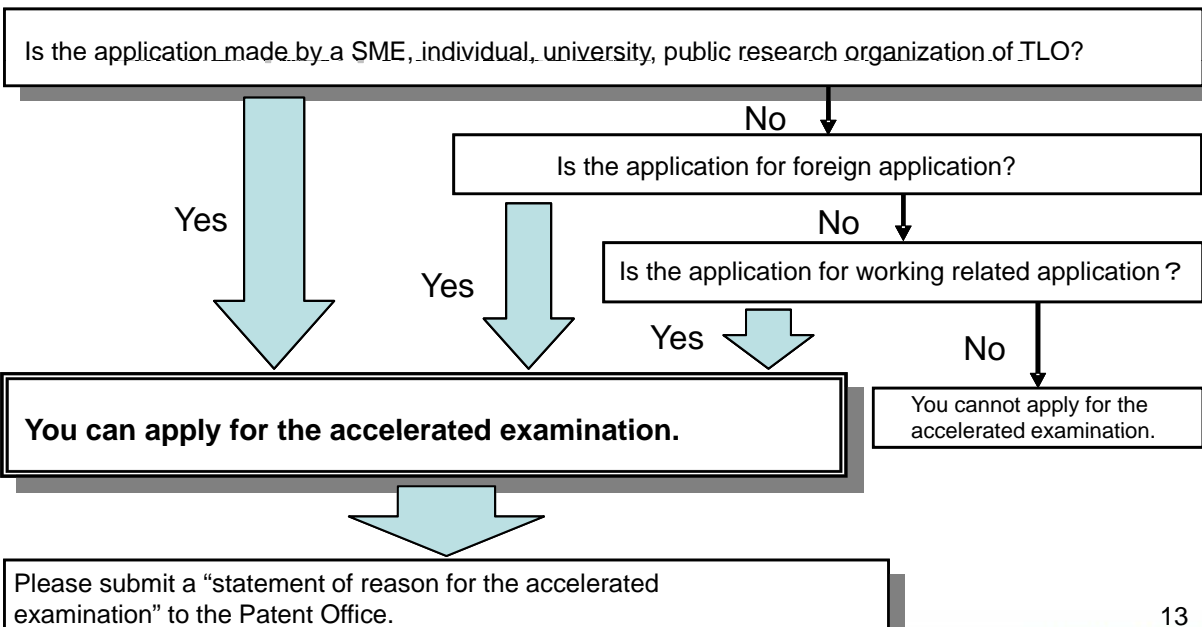 Is the application made by a SME, individual, university, public research organization of TLO?
No
Is the application for foreign application?
Yes
No
Is the application for working related application？
Yes
Yes
No
You can apply for the accelerated examination.
You cannot apply for the
accelerated examination.
Please submit a “statement of reason for the accelerated
examination” to the Patent Office.
13